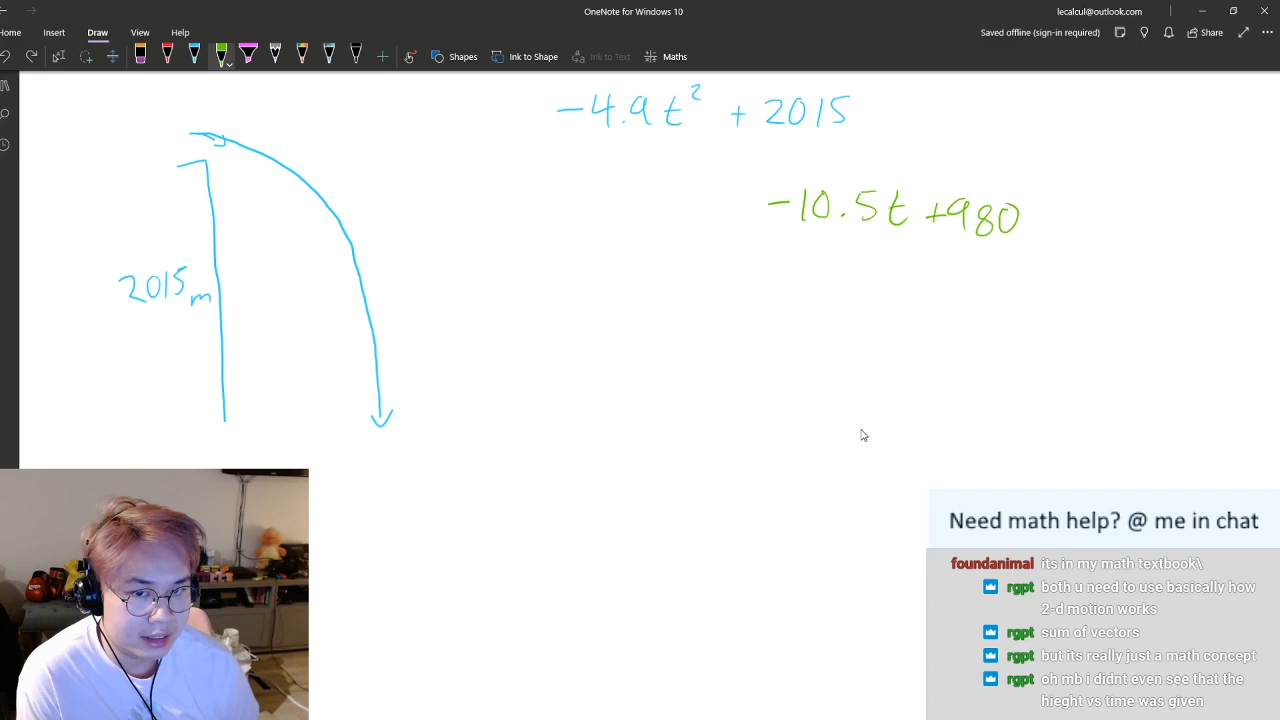 OneNote for Windows 10
lecalcul@outlook.com
Home Insert Draw View Help
Saved offline (sign-in required)
Share
Shapes
Ink to Shape
Ink to Text
Maths
-4.9t² + 2015
-10.5t +980
2015m
Need math help? @ me in chat
foundanimal its in my math textbook\
rgpt both u need to use basically how
2-d motion works
rgpt sum of vectors
rgpt but its really just a math concept
rgpt oh mb i didnt even see that the
hieght vs time was given